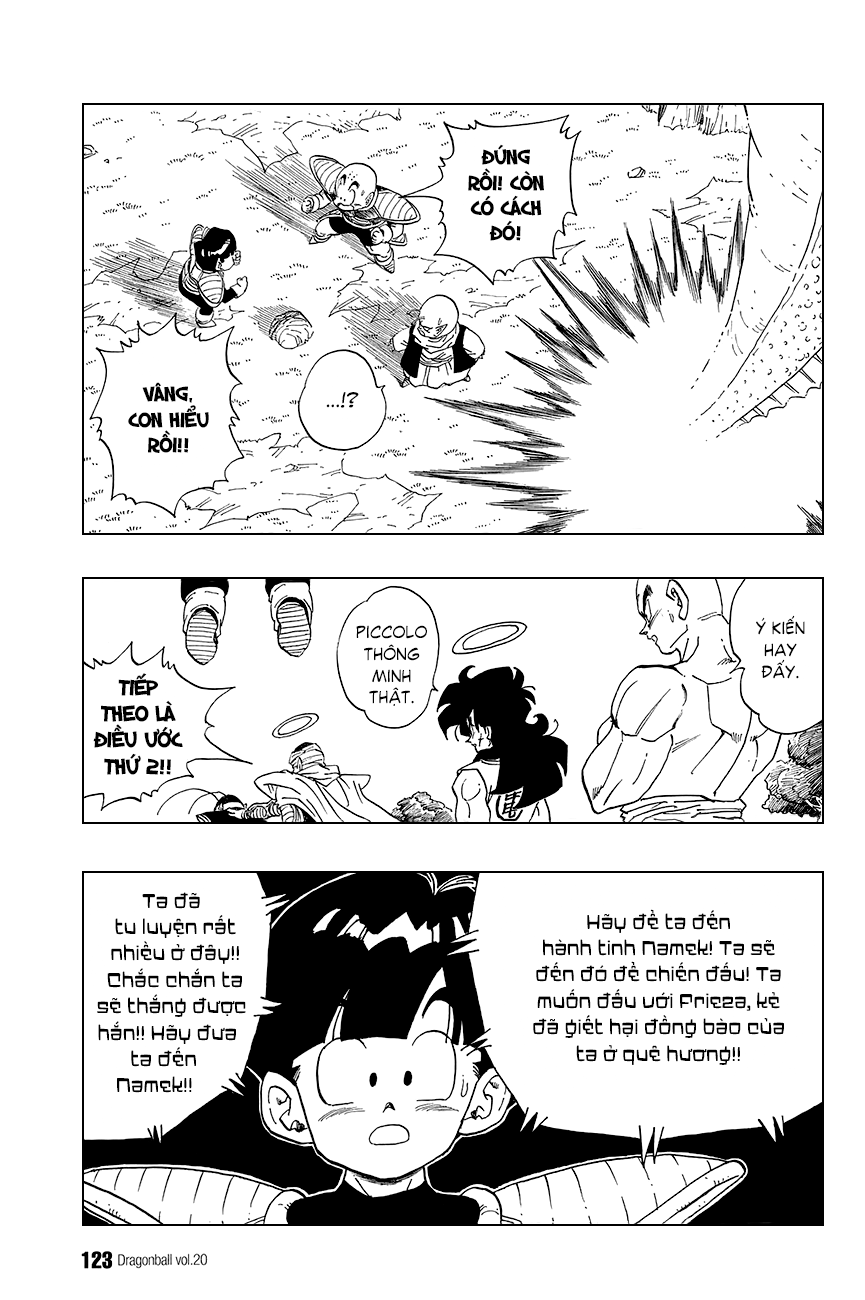 ĐÚNG
RỒI! CÒN
CÓ CÁCH
ĐÓ!
...!?
VÂNG,
CON HIỂU
RỒI!!
Ý KIẾN
HAY
ĐẤY.
PICCOLO
THÔNG
MINH
THẬT.
TIẾP
THEO LÀ
ĐIỀU ƯỚC
THỨ 2!!
Hãy để ta đến
hành tinh Namek! Ta sẽ
đến đó để chiến đấu! Ta
muốn đấu với Frieza, kẻ
đã giết hại đồng bào của
ta ở quê hương!!
Ta đã
tu luyện rất
nhiều ở đây!!
Chắc chắn ta
sẽ thắng được
hắn!! Hãy đưa
ta đến
Namek!!
123 Dragonball vol.20